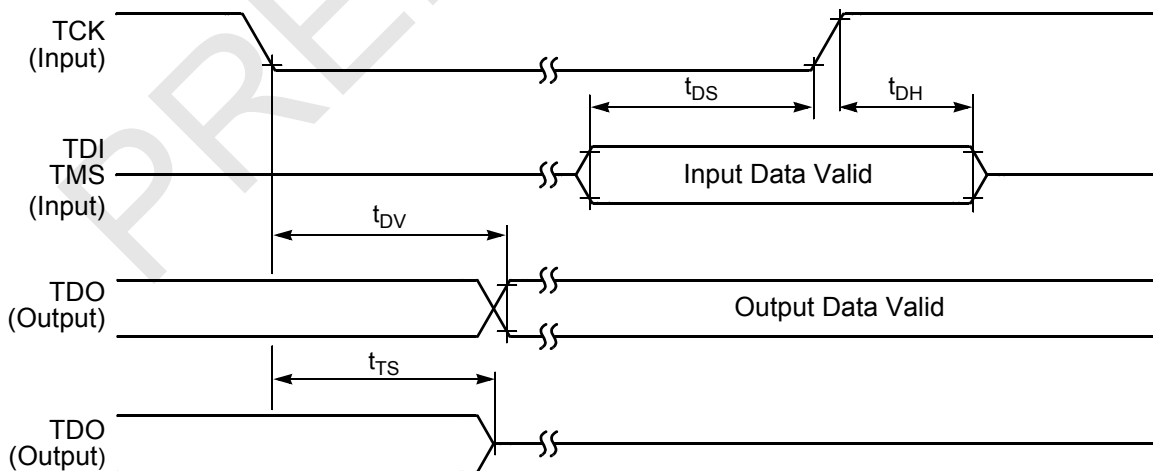 TCK
(Input)
tDS
tDH
TDI
TMS
(Input)
Input Data Valid
tDV
TDO
(Output)
Output Data Valid
tTS
TDO
(Output)
PRE